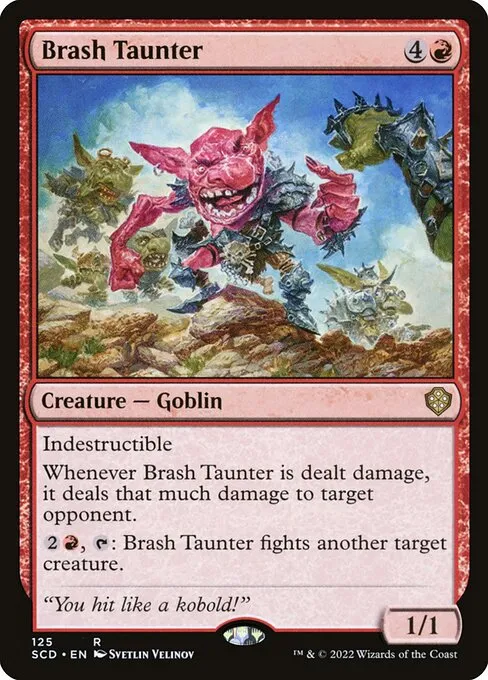 Brash Taunter 4
Creature — Goblin
Indestructible
Whenever Brash Taunter is dealt damage,
it deals that much damage to target
opponent.
2, : Brash Taunter fights another target
creature.
"You hit like a kobold!"
1/1
125 R
SCD • EN Svetlin Velinov ™ & © 2022 Wizards of the Coast